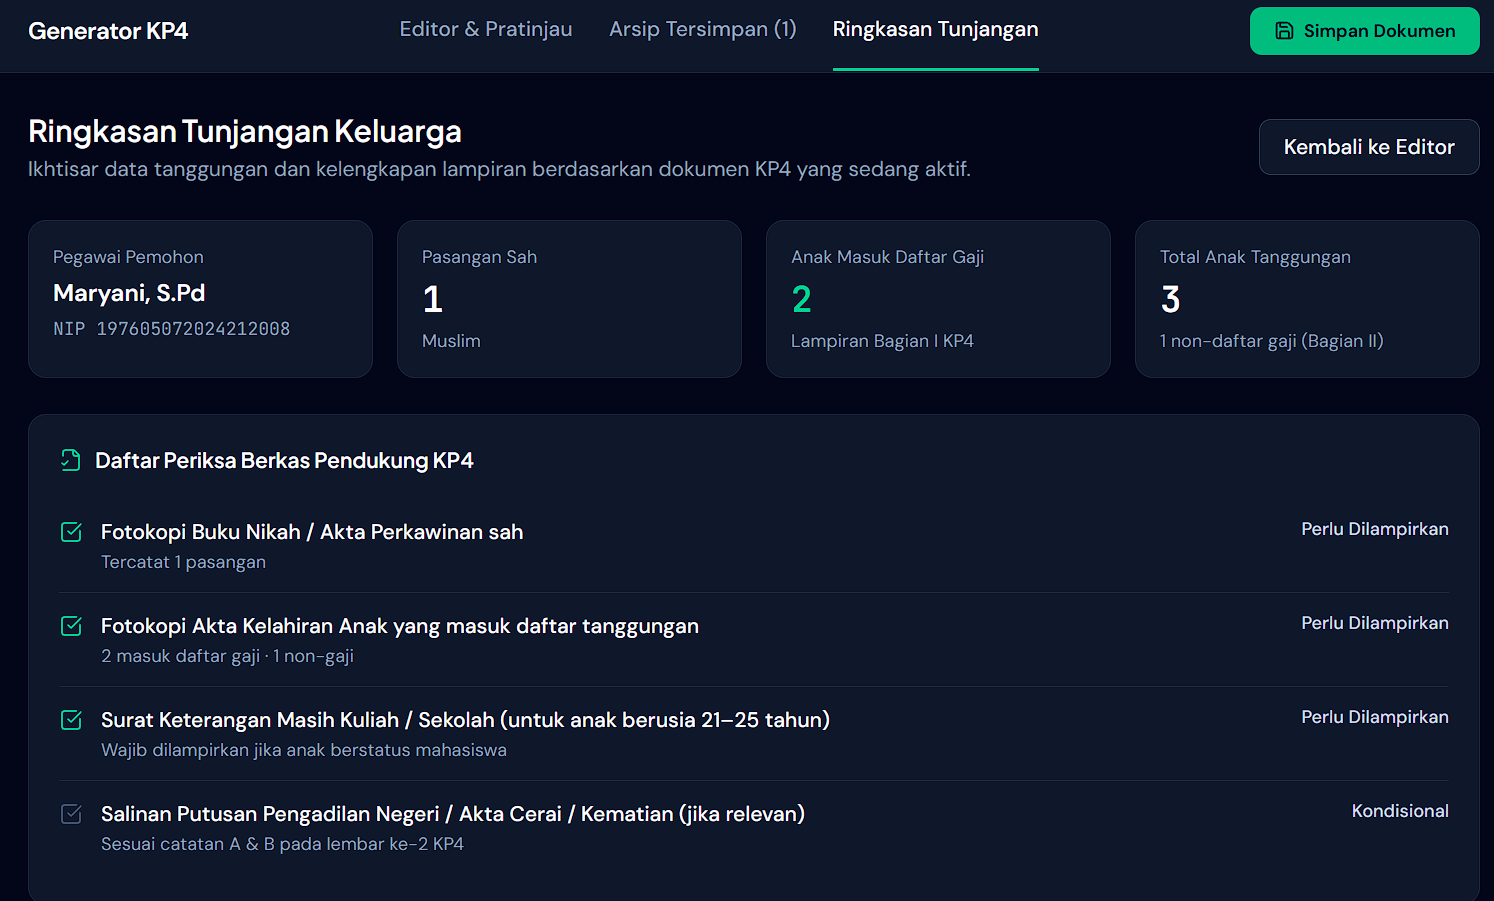 Generator KP4
Editor & Pratinjau
Arsip Tersimpan (1)
Ringkasan Tunjangan
Simpan Dokumen
Ringkasan Tunjangan Keluarga
Ikhtisar data tanggungan dan kelengkapan lampiran berdasarkan dokumen KP4 yang sedang aktif.
Kembali ke Editor
Pegawai Pemohon
Maryani, S.Pd
NIP 197605072024212008
Pasangan Sah
1
Muslim
Anak Masuk Daftar Gaji
2
Lampiran Bagian I KP4
Total Anak Tanggungan
3
1 non-daftar gaji (Bagian II)
Daftar Periksa Berkas Pendukung KP4
Fotokopi Buku Nikah / Akta Perkawinan sah
Perlu Dilampirkan
Tercatat 1 pasangan
Fotokopi Akta Kelahiran Anak yang masuk daftar tanggungan
Perlu Dilampirkan
2 masuk daftar gaji · 1 non-gaji
Surat Keterangan Masih Kuliah / Sekolah (untuk anak berusia 21–25 tahun)
Perlu Dilampirkan
Wajib dilampirkan jika anak berstatus mahasiswa
Salinan Putusan Pengadilan Negeri / Akta Cerai / Kematian (jika relevan)
Kondisional
Sesuai catatan A & B pada lembar ke-2 KP4